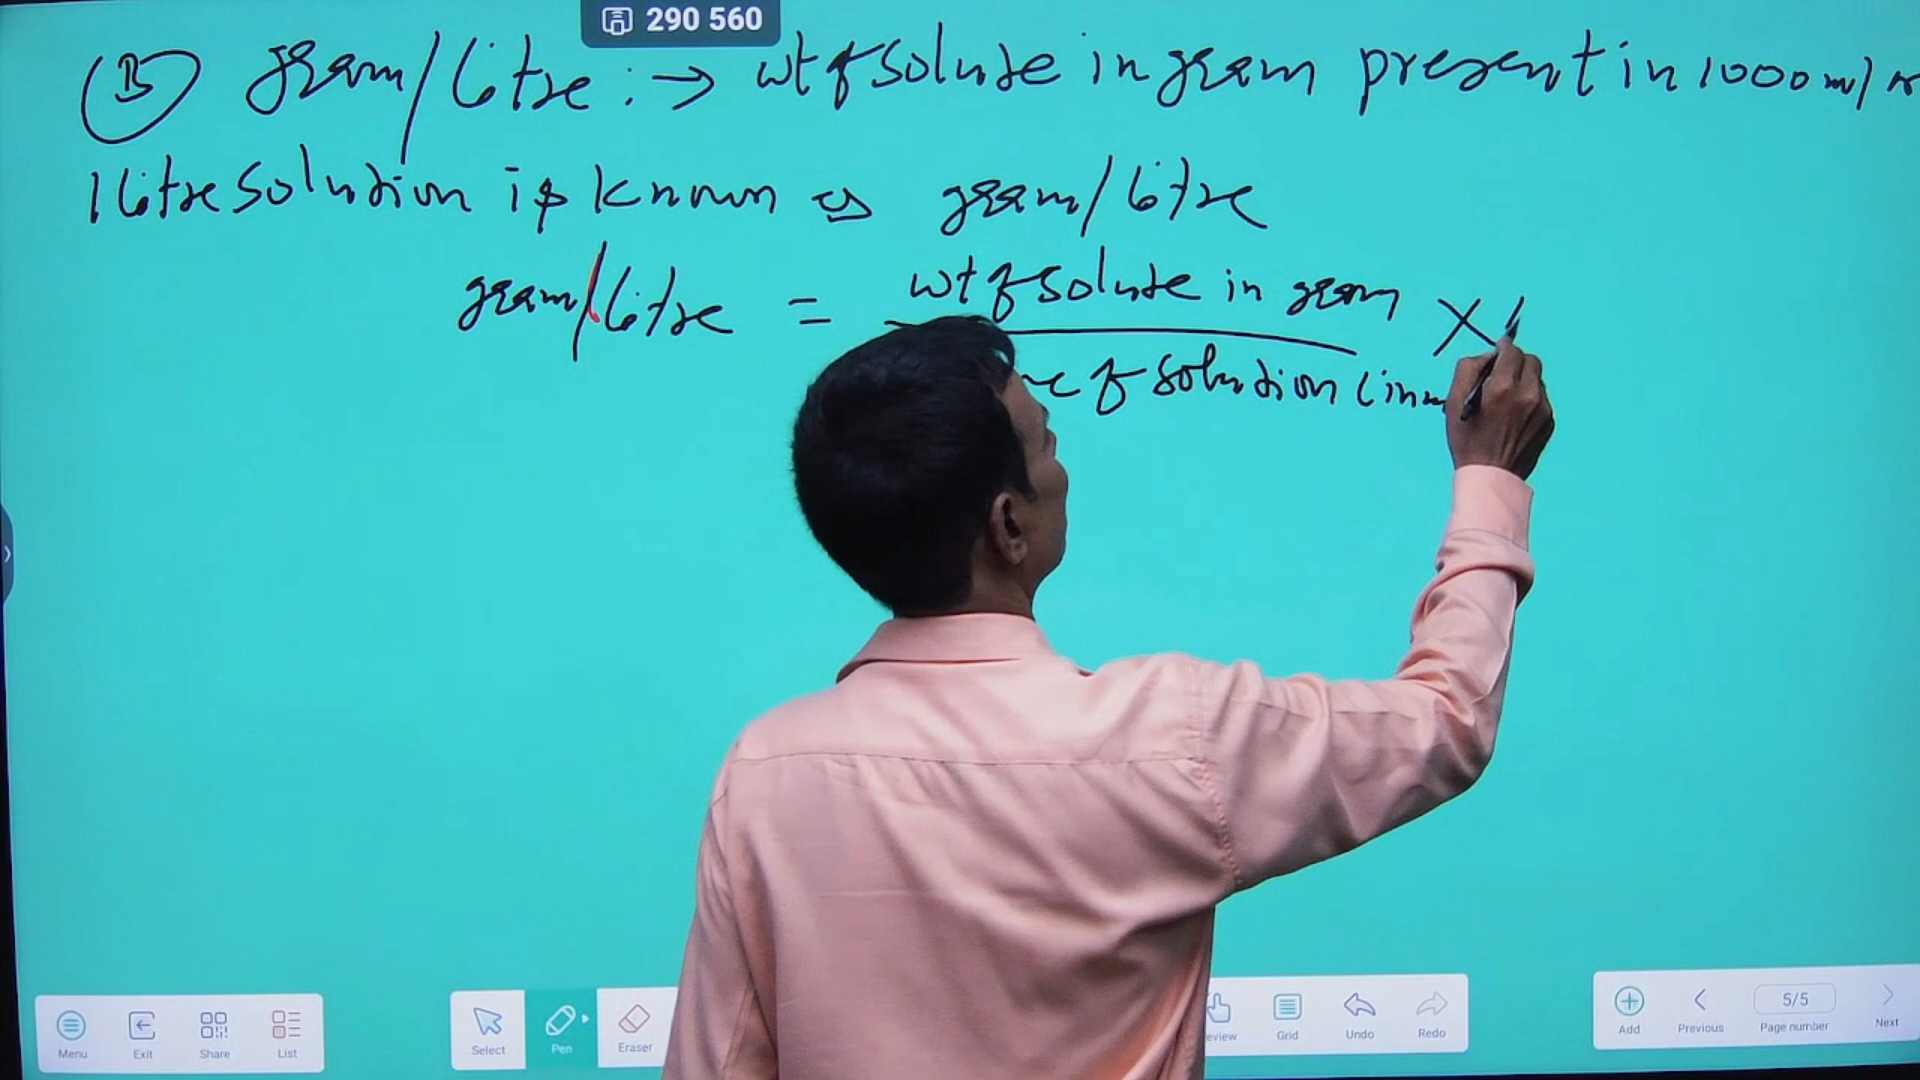 290 560
(B) gram/litre :→ wt of solute in gram present in 1000 ml
1 litre solution is known as gram/litre
gram/litre = wt of solute in gram ×
of solution (in
Menu Exit Share List Select Pen Eraser Grid Undo Redo Add Previous 5/5 Page number Next